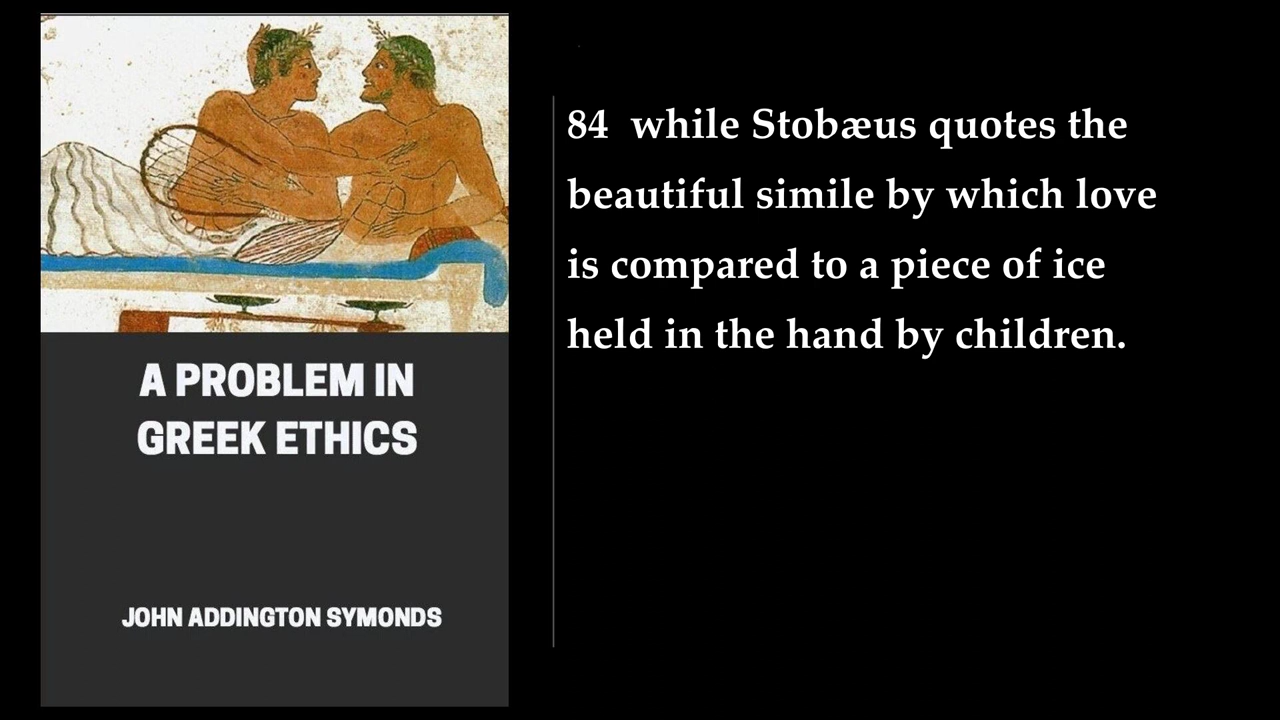 A PROBLEM IN
GREEK ETHICS
JOHN ADDINGTON SYMONDS
84 while Stobæus quotes the
beautiful simile by which love
is compared to a piece of ice
held in the hand by children.